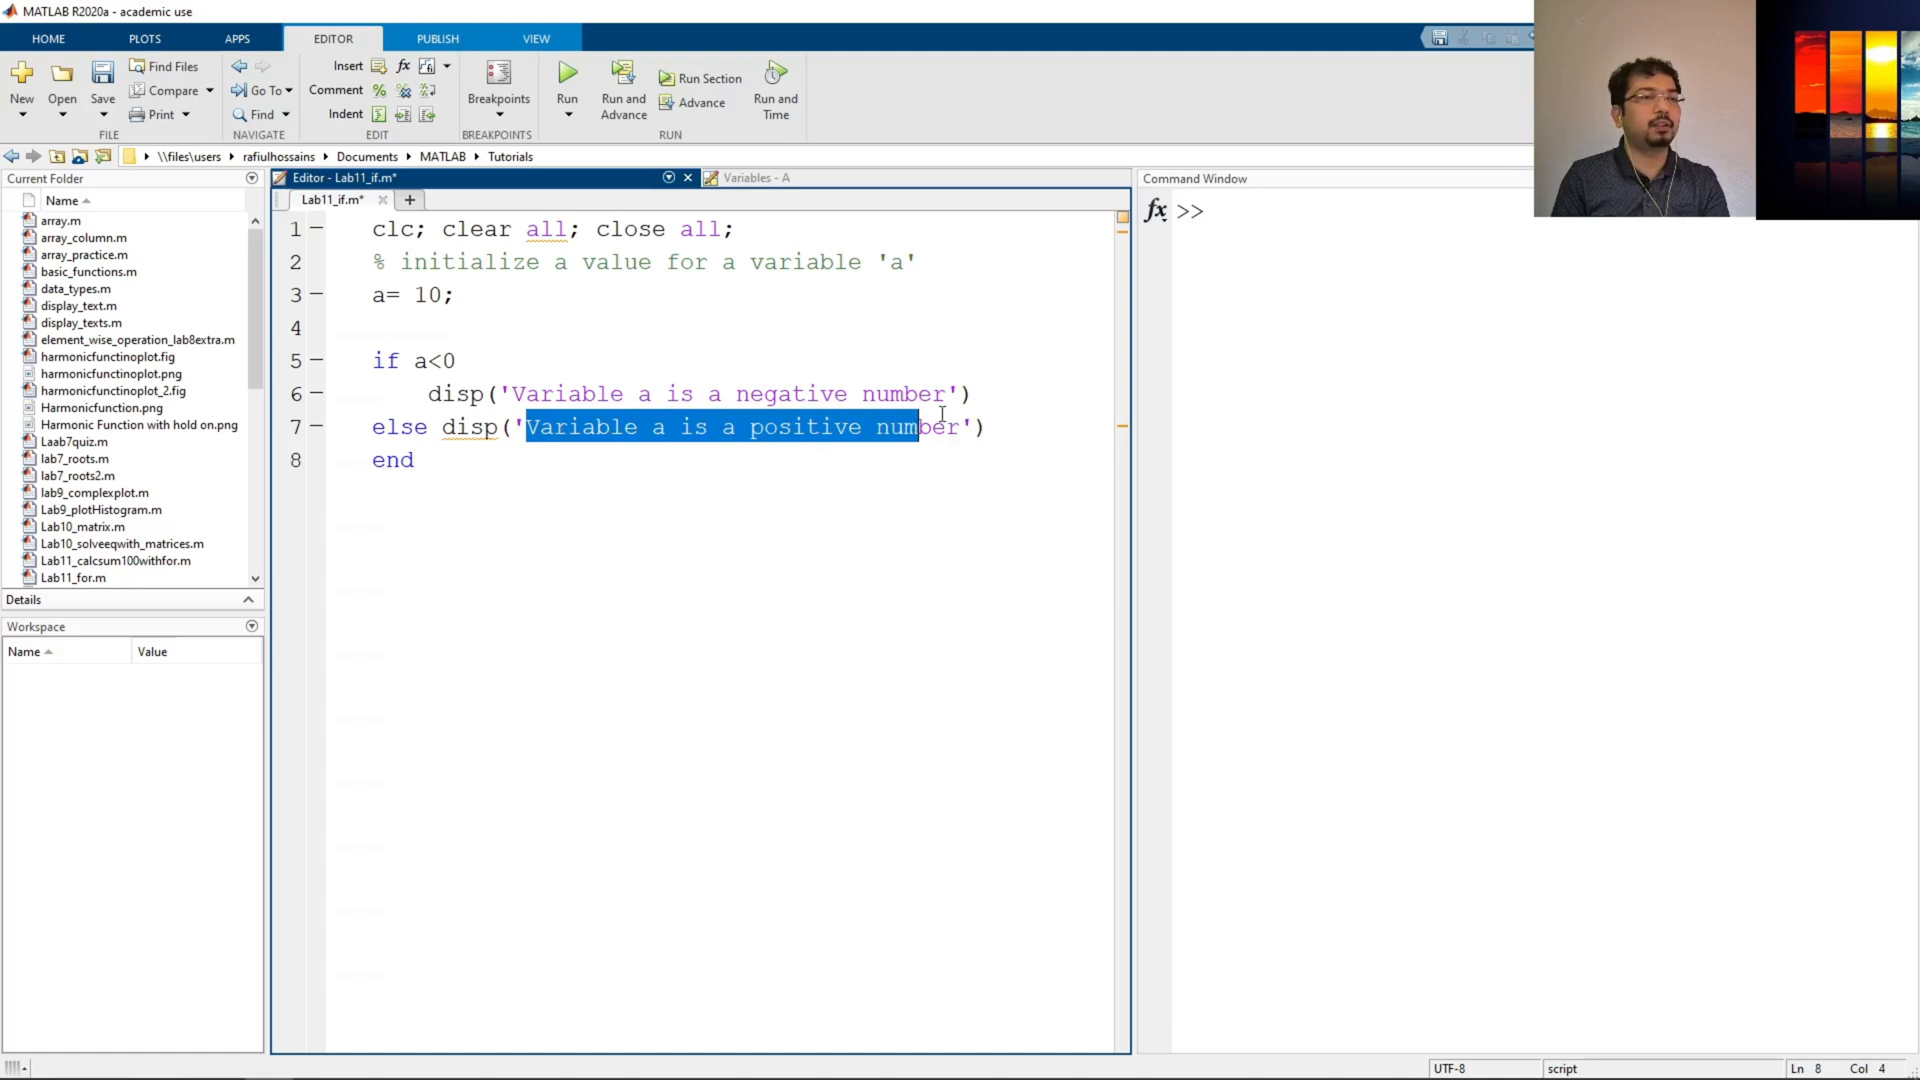 MATLAB R2020a - academic use
HOME PLOTS APPS EDITOR PUBLISH VIEW
New Open Save Find Files Compare Print
FILE
Go To Find
NAVIGATE
Insert fx
Comment %
Indent
EDIT
Breakpoints
BREAKPOINTS
Run Run and Advance Run Section Advance Run and Time
RUN
\\files\users rafiulhossains Documents MATLAB Tutorials
Current Folder
Name
array.m
array_column.m
array_practice.m
basic_functions.m
data_types.m
display_text.m
display_texts.m
element_wise_operation_lab8extra.m
harmonicfunctinoplot.fig
harmonicfunctinoplot.png
harmonicfunctinoplot_2.fig
Harmonicfunction.png
Harmonic Function with hold on.png
Laab7quiz.m
lab7_roots.m
lab7_roots2.m
lab9_complexplot.m
Lab9_plotHistogram.m
Lab10_matrix.m
Lab10_solveeqwith_matrices.m
Lab11_calcsum100withfor.m
Lab11_for.m
Details
Workspace
Name Value
Editor - Lab11_if.m*
Variables - A
Lab11_if.m* +
1 clc; clear all; close all;
2 % initialize a value for a variable 'a'
3 a= 10;
4
5 if a<0
6 disp('Variable a is a negative number')
7 else disp('Variable a is a positive number')
8 end
Command Window
fx >>
UTF-8 script Ln 8 Col 4